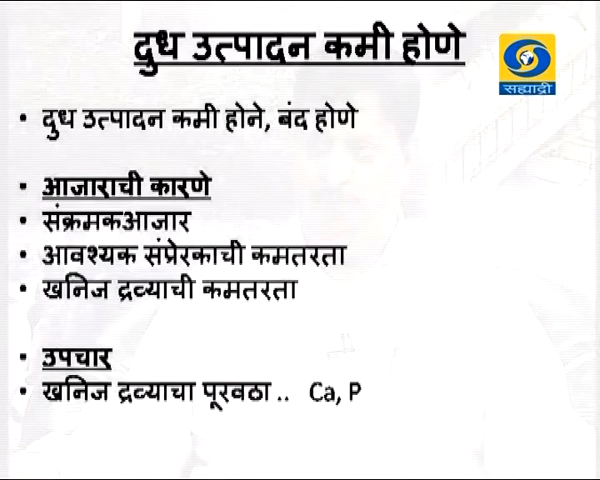 दुध उत्पादन कमी होणे
सह्याद्री
• दुध उत्पादन कमी होने, बंद होणे
• आजाराची कारणे
• संक्रमकआजार
• आवश्यक संप्रेरकाची कमतरता
• खनिज द्रव्याची कमतरता
• उपचार
• खनिज द्रव्याचा पूरवठा .. Ca, P